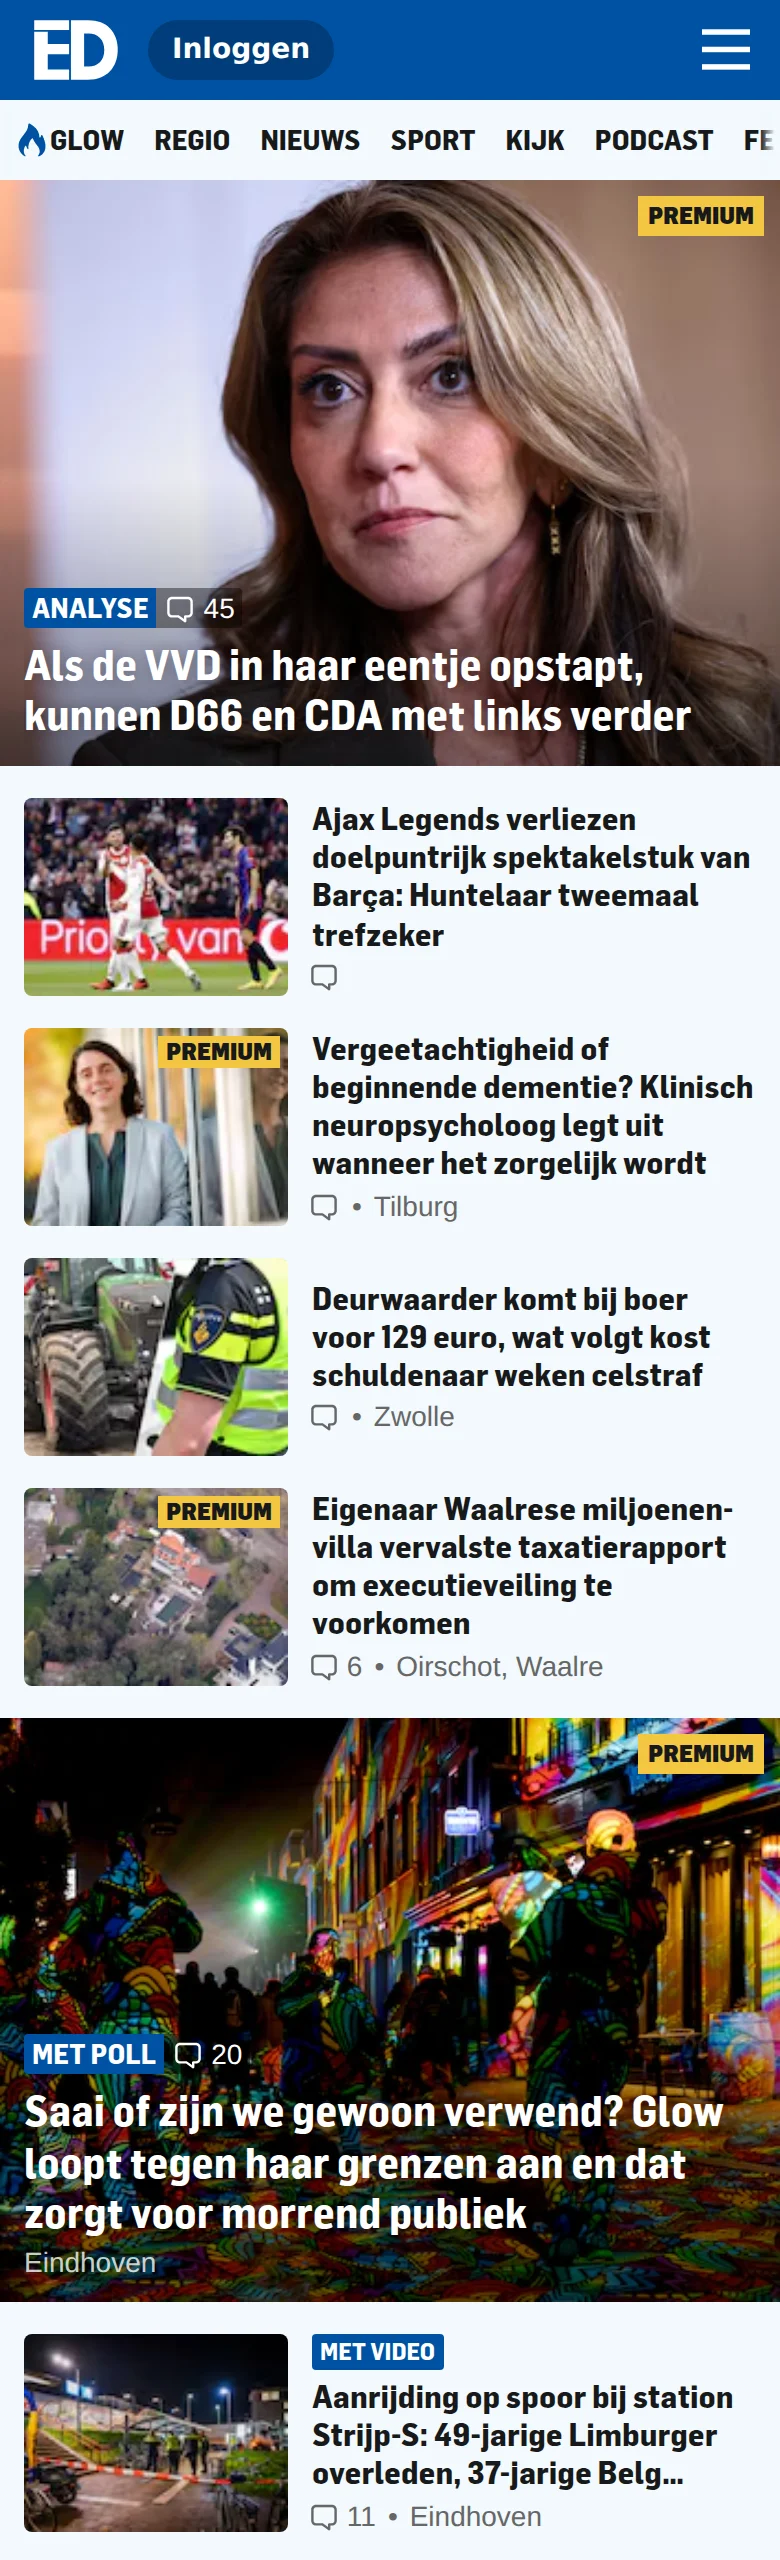 ED
Inloggen
GLOW REGIO NIEUWS SPORT KIJK PODCAST FE
PREMIUM
ANALYSE 45
Als de VVD in haar eentje opstapt,
kunnen D66 en CDA met links verder
Priority van
Ajax Legends verliezen
doelpuntrijk spektakelstuk van
Barça: Huntelaar tweemaal
trefzeker
PREMIUM
Vergeetachtigheid of
beginnende dementie? Klinisch
neuropsycholoog legt uit
wanneer het zorgelijk wordt
• Tilburg
Deurwaarder komt bij boer
voor 129 euro, wat volgt kost
schuldenaar weken celstraf
• Zwolle
PREMIUM
Eigenaar Waalrese miljoenen-
villa vervalste taxatierapport
om executieveiling te
voorkomen
6 • Oirschot, Waalre
PREMIUM
MET POLL 20
Saai of zijn we gewoon verwend? Glow
loopt tegen haar grenzen aan en dat
zorgt voor morrend publiek
Eindhoven
MET VIDEO
Aanrijding op spoor bij station
Strijp-S: 49-jarige Limburger
overleden, 37-jarige Belg...
11 • Eindhoven